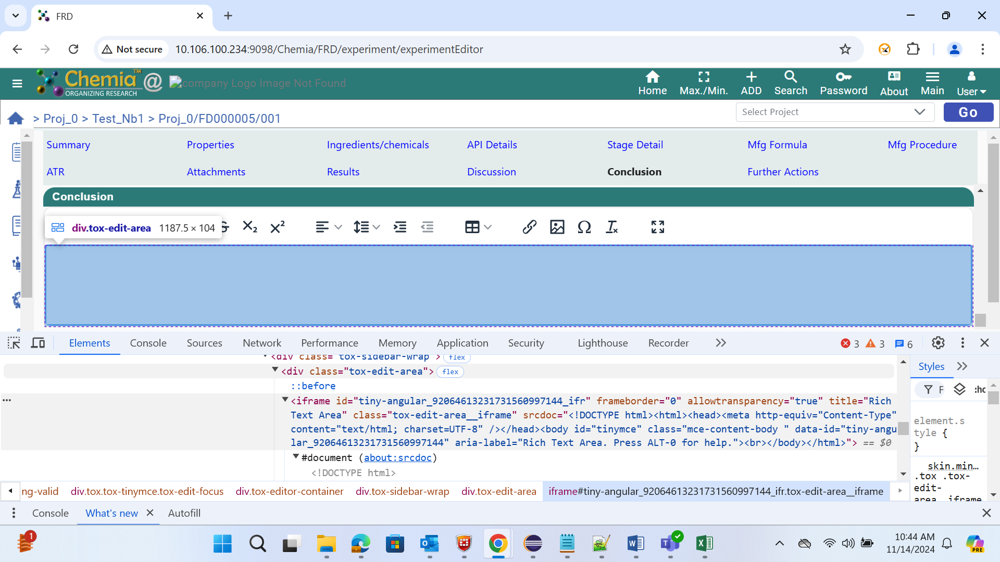 FRD
Not secure
10.106.100.234:9098/Chemia/FRD/experiment/experimentEditor
Chemia™
ORGANIZING RESEARCH
@
company Logo Image Not Found
Home
Max./Min.
ADD
Search
Password
About
Main
User
> Proj_0 > Test_Nb1 > Proj_0/FD000005/001
Select Project
Go
Summary
Properties
Ingredients/chemicals
API Details
Stage Detail
Mfg Formula
Mfg Procedure
ATR
Attachments
Results
Discussion
Conclusion
Further Actions
Conclusion
div.tox-edit-area 1187.5 × 104
Elements
Console
Sources
Network
Performance
Memory
Application
Security
Lighthouse
Recorder
3
3
6
<div class="tox-sidebar-wrap"> flex
<div class="tox-edit-area"> flex
::before
<iframe id="tiny-angular_92064613231731560997144_ifr" frameborder="0" allowtransparency="true" title="Rich
Text Area" class="tox-edit-area__iframe" srcdoc="<!DOCTYPE html><html><head><meta http-equiv="Content-Type"
content="text/html; charset=UTF-8" /></head><body id="tinymce" class="mce-content-body " data-id="tiny-angu
lar_92064613231731560997144" aria-label="Rich Text Area. Press ALT-0 for help."><br></body></html>"> == $0
#document (about:srcdoc)
<!DOCTYPE html>
Styles
F
:hc
element.s
tyle {
}
skin.min…
.tox .tox-
edit-
area__iframe
ng-valid
div.tox.tox-tinymce.tox-edit-focus
div.tox-editor-container
div.tox-sidebar-wrap
div.tox-edit-area
iframe#tiny-angular_92064613231731560997144_ifr.tox-edit-area__iframe
Console
What's new
Autofill
1
10:44 AM
11/14/2024
PRE